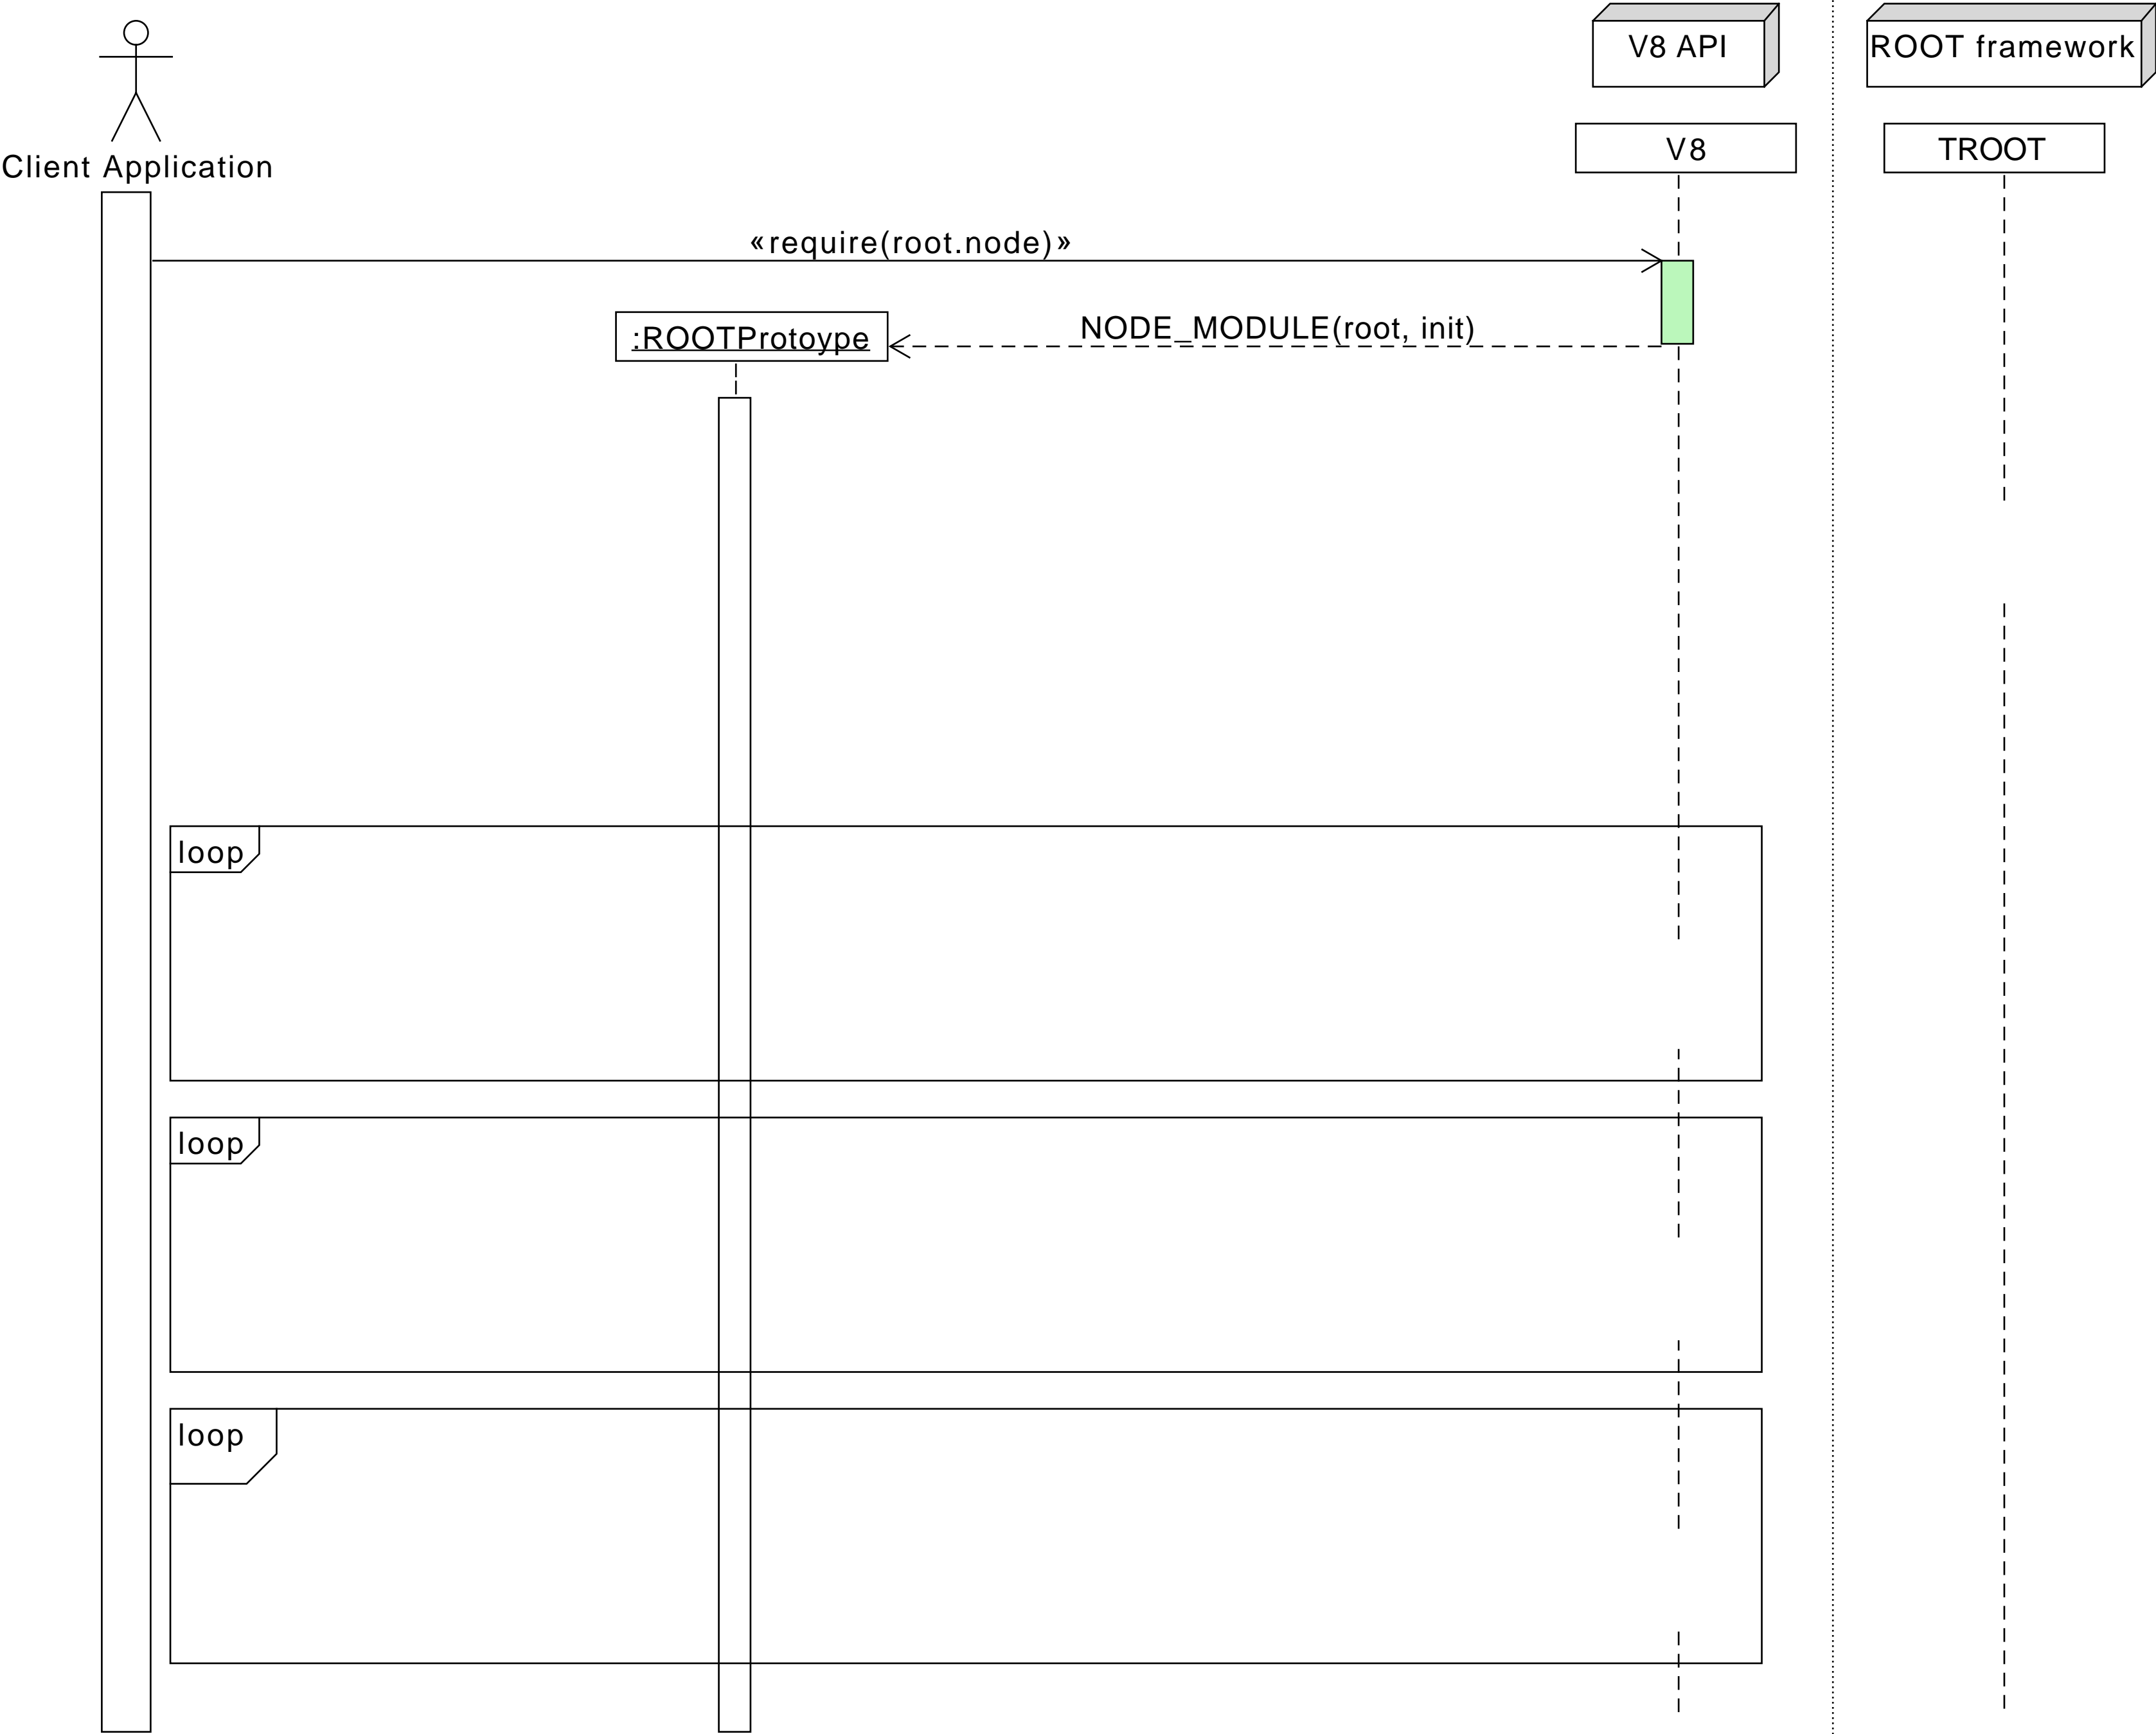 V8 API
ROOT framework
V8
TROOT
Client Application
«require(root.node)»
:ROOTProtoype
NODE_MODULE(root, init)
loop
loop
loop